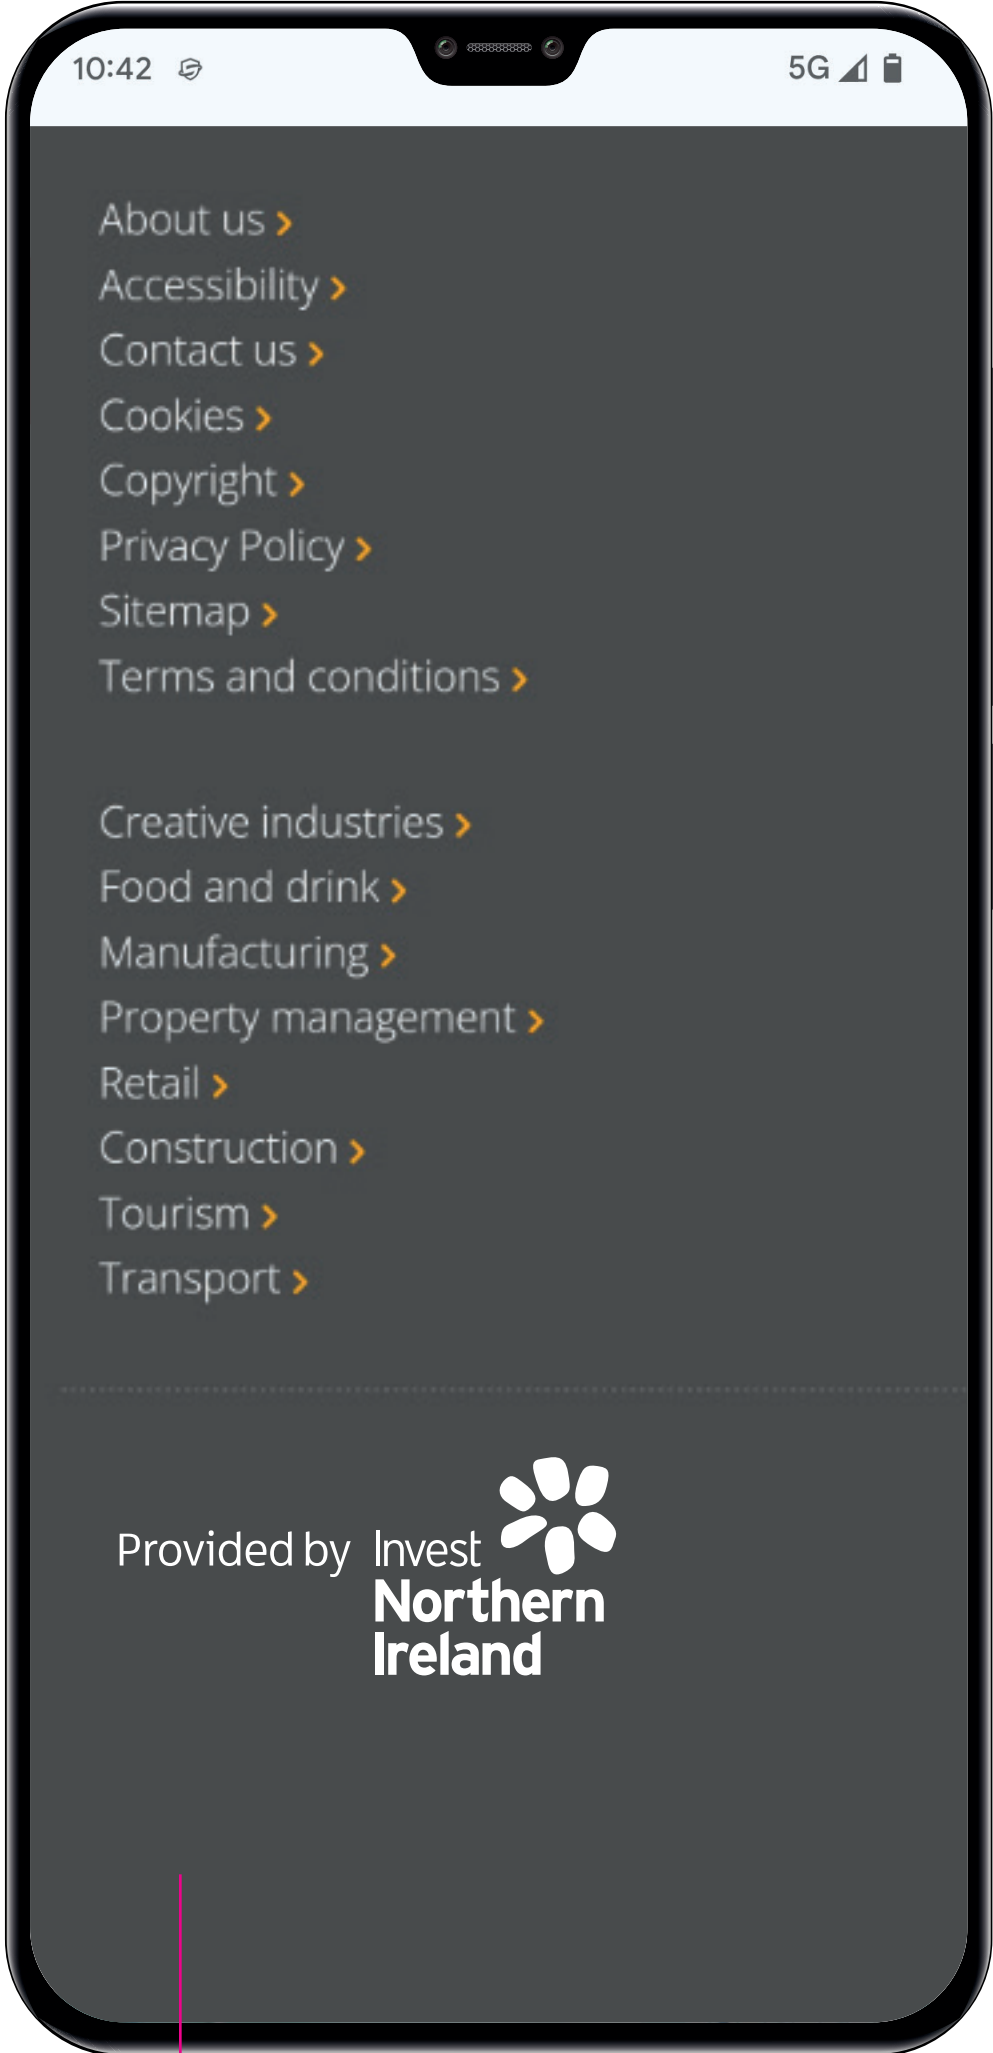 10:42
5G
About us
Accessibility
Contact us
Cookies
Copyright
Privacy Policy
Sitemap
Terms and conditions
Creative industries
Food and drink
Manufacturing
Property management
Retail
Construction
Tourism
Transport
Provided by Invest
Northern
Ireland